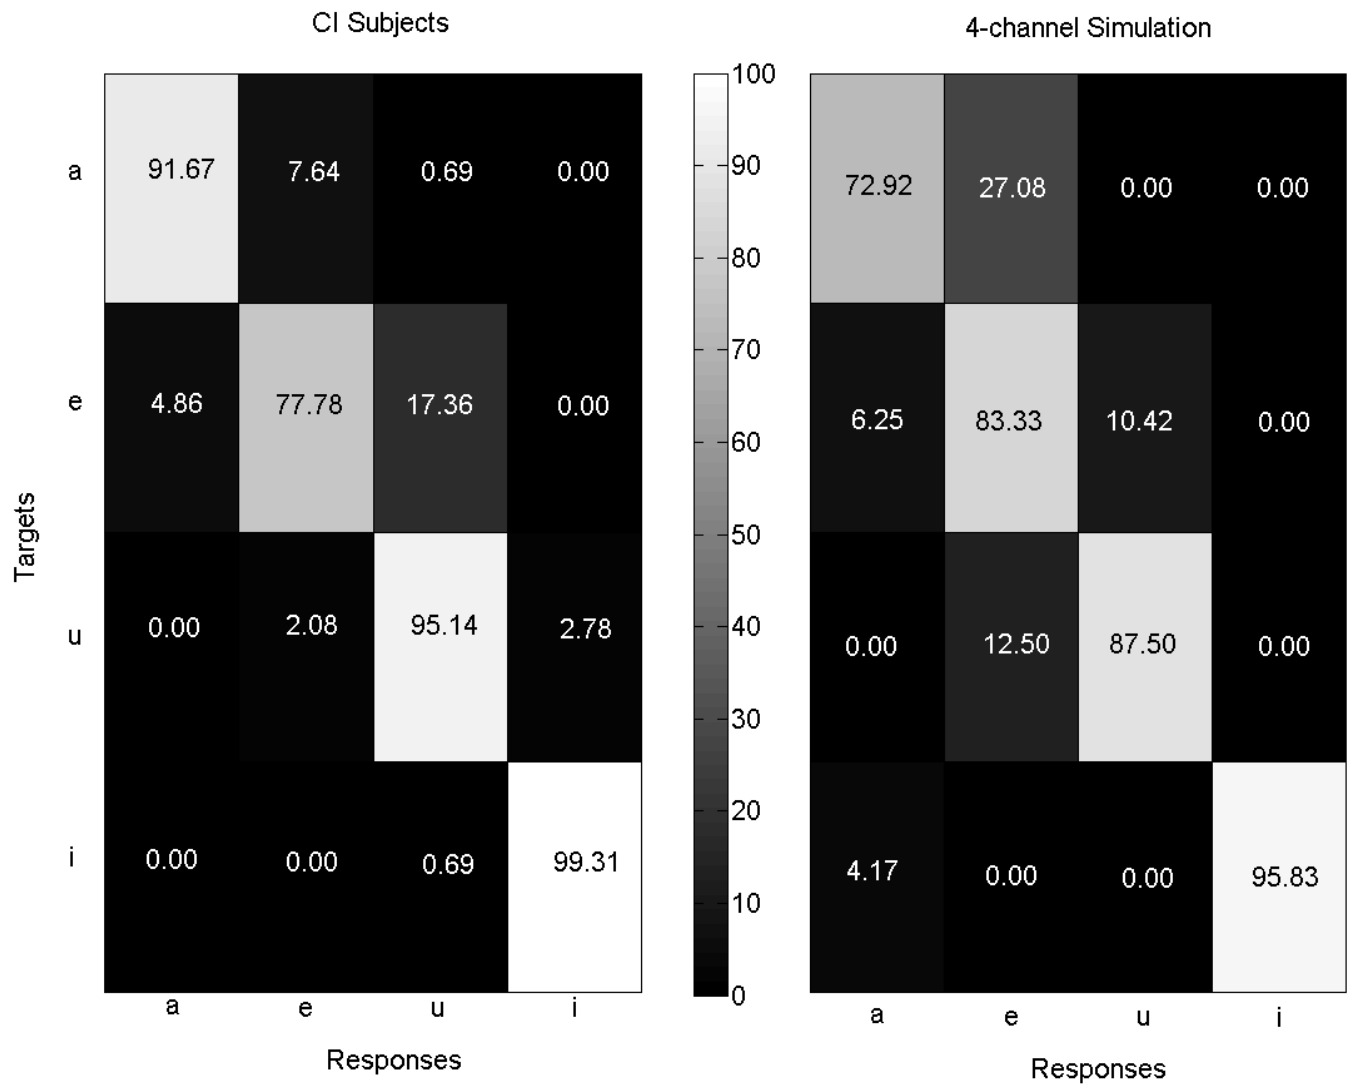 CI Subjects
4-channel Simulation
100
90
80
70
60
50
40
30
20
10
0
Targets
a
91.67 7.64 0.69 0.00
e
4.86 77.78 17.36 0.00
u
0.00 2.08 95.14 2.78
i
0.00 0.00 0.69 99.31
a e u i
Responses
72.92 27.08 0.00 0.00
6.25 83.33 10.42 0.00
0.00 12.50 87.50 0.00
4.17 0.00 0.00 95.83
a e u i
Responses